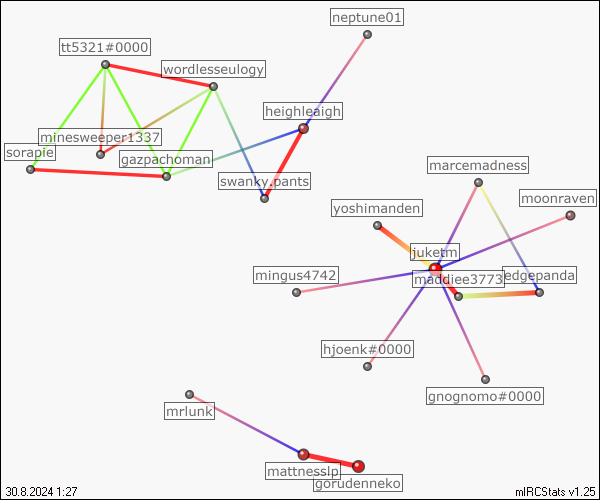 neptune01
tt5321#0000
wordlesseulogy
heighleaigh
minesweeper1337
sorapie
gazpachoman
swanky.pants
marcemadness
moonraven
yoshimanden
juketm
mingus4742
maddiee3773
edgepanda
hjoenk#0000
gnognomo#0000
mrlunk
mattnesslp
gorudenneko
30.8.2024 1:27
mIRCStats v1.25